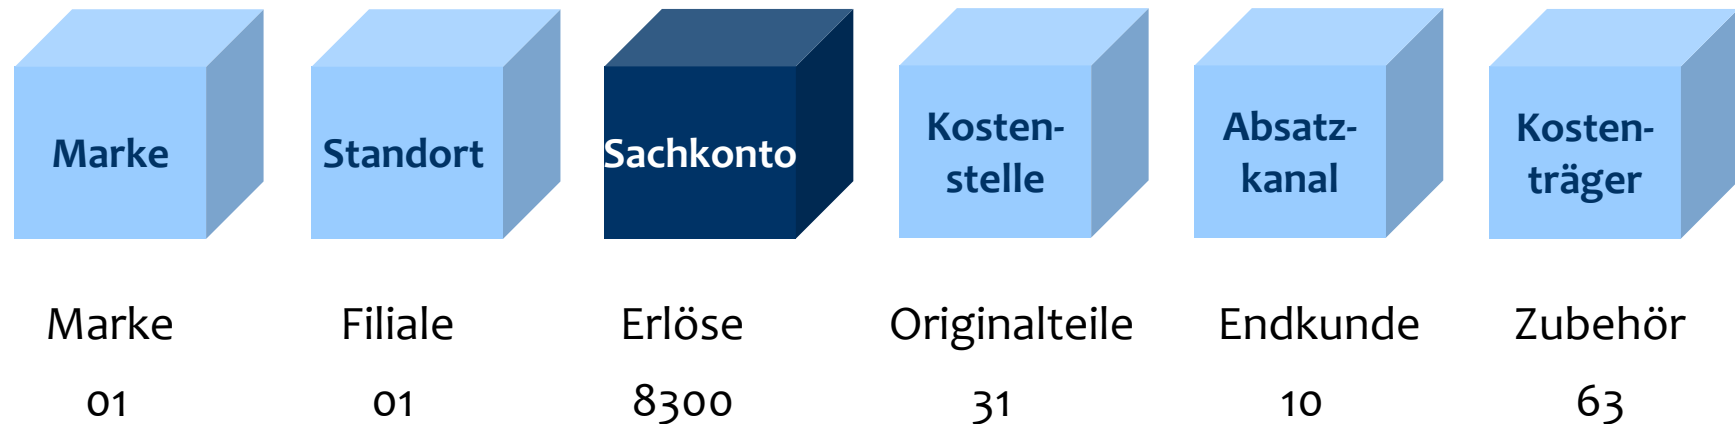 Marke
Standort
Sachkonto
Kosten-
stelle
Absatz-
kanal
Kosten-
träger
Marke Filiale Erlöse Originalteile Endkunde Zubehör
01 01 8300 31 10 63